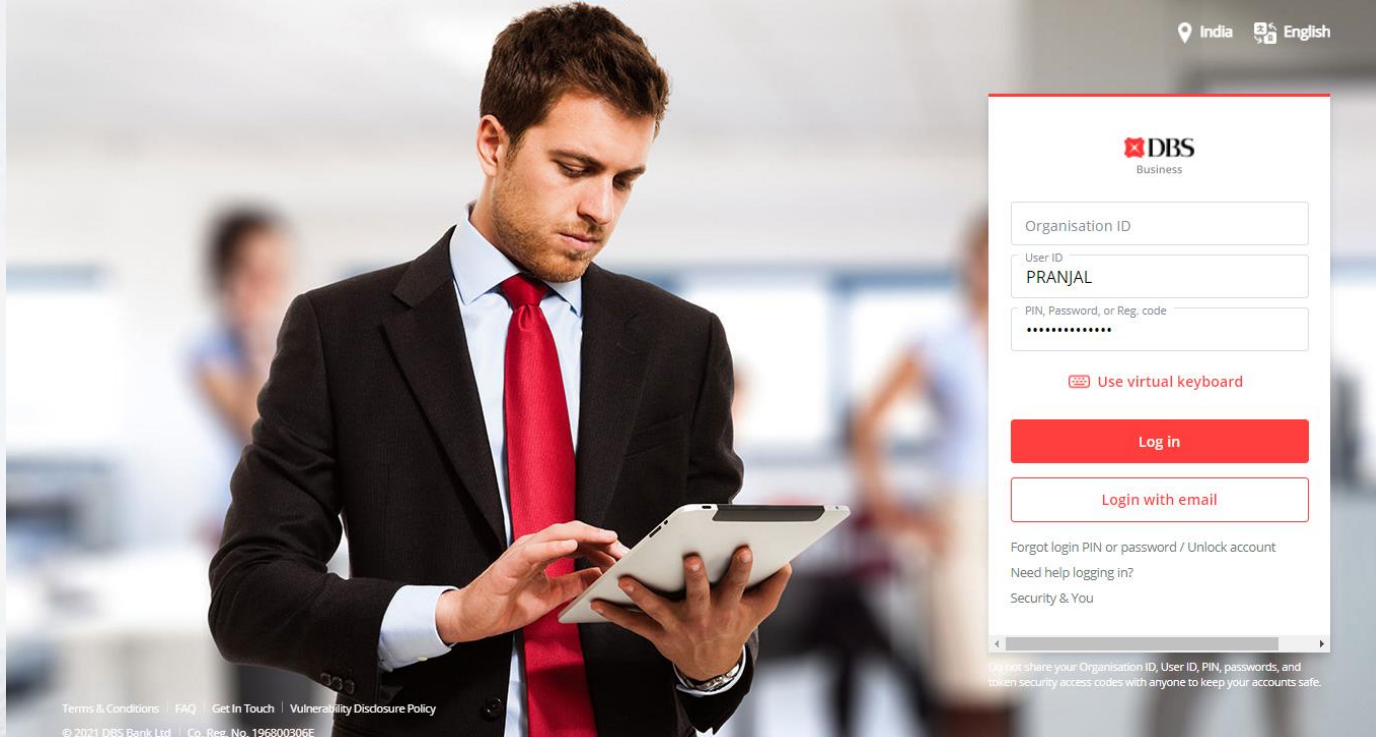 India English
DBS
Business
Organisation ID
User ID
PRANJAL
PIN, Password, or Reg. code
••••••••••••••
Use virtual keyboard
Log in
Login with email
Forgot login PIN or password / Unlock account
Need help logging in?
Security & You
Do not share your Organisation ID, User ID, PIN, passwords, and
token security access codes with anyone to keep your accounts safe.
Terms & Conditions | FAQ | Get In Touch | Vulnerability Disclosure Policy
© 2021 DBS Bank Ltd | Co. Reg. No. 196800306E